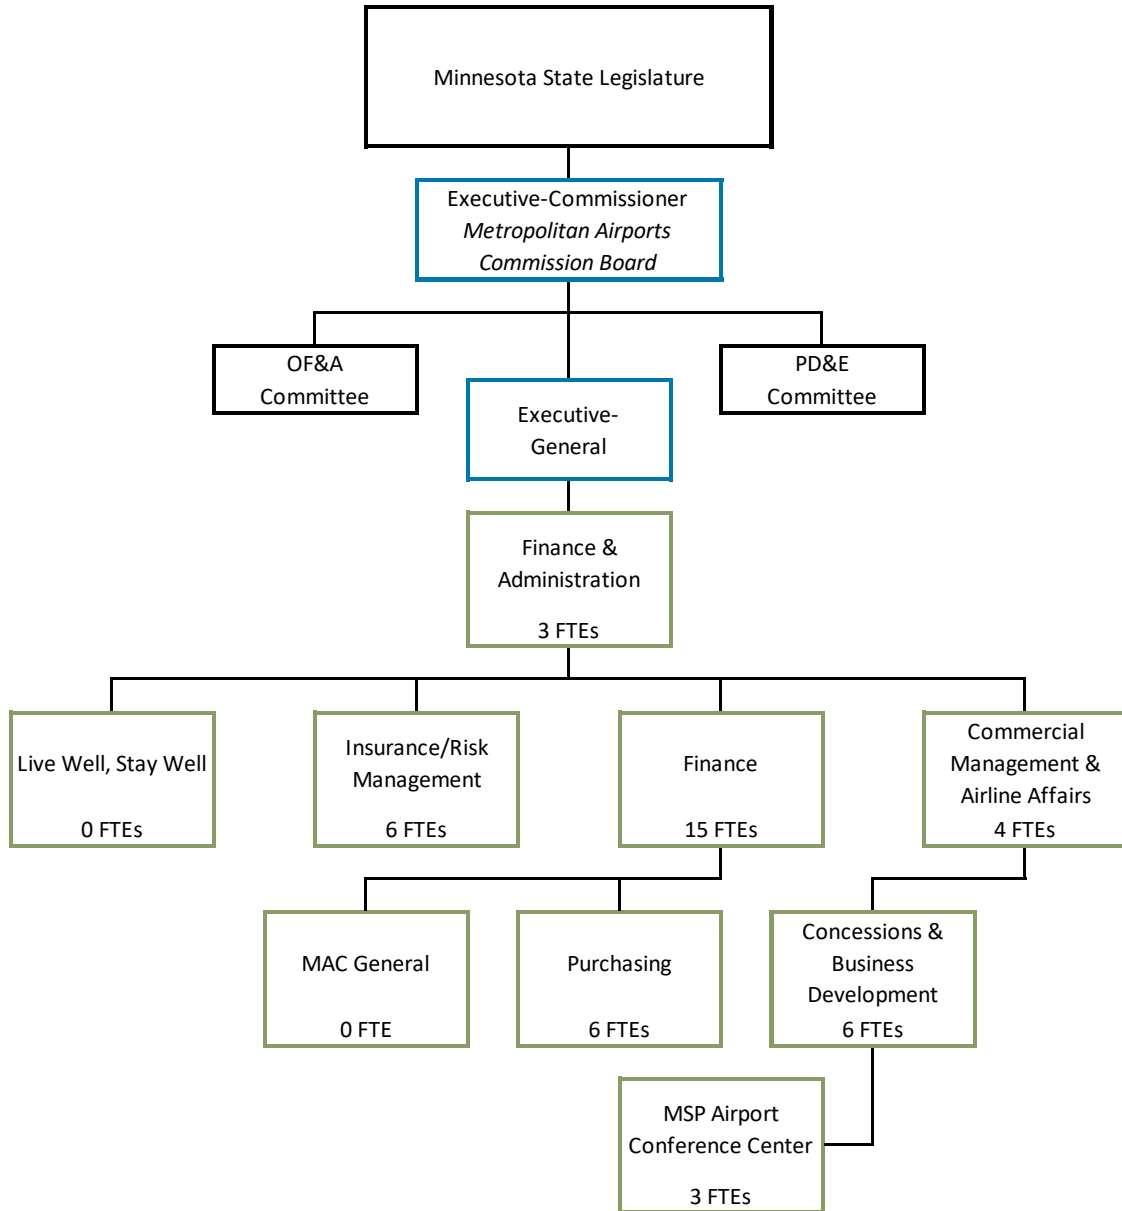 Minnesota State Legislature
Executive-Commissioner
Metropolitan Airports
Commission Board
OF&A
Committee
PD&E
Committee
Executive-
General
Finance &
Administration
3 FTEs
Live Well, Stay Well
0 FTEs
Insurance/Risk
Management
6 FTEs
Finance
15 FTEs
Commercial
Management &
Airline Affairs
4 FTEs
MAC General
0 FTE
Purchasing
6 FTEs
Concessions &
Business
Development
6 FTEs
MSP Airport
Conference Center
3 FTEs